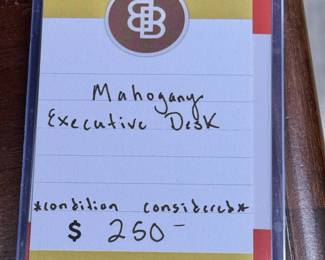 Mahogany
Executive Desk
*condition considered*
$ 250-